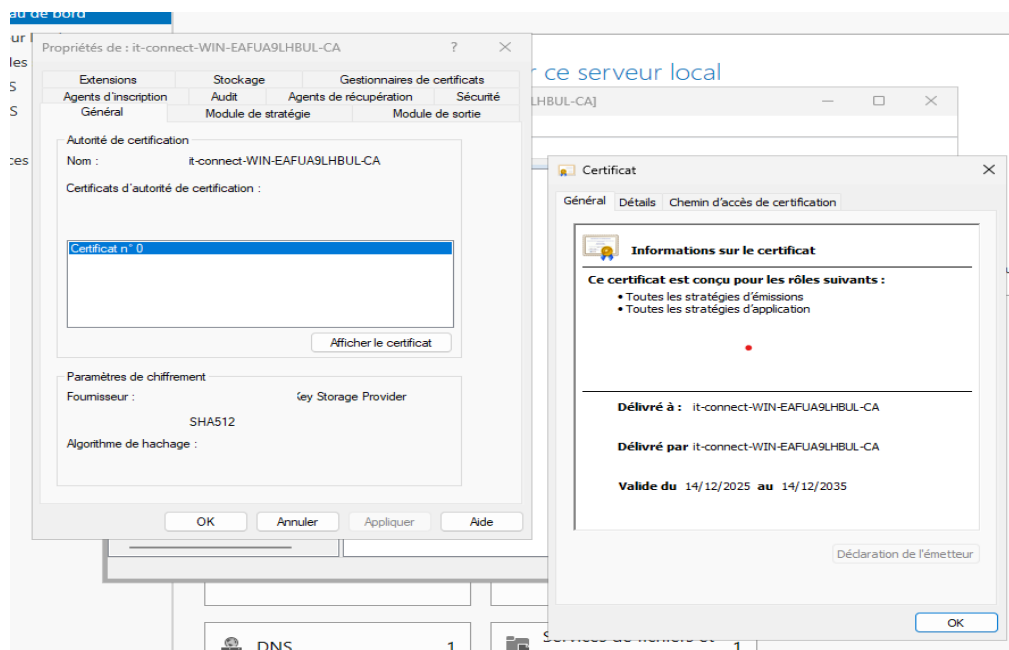 au de bord
ur l
les
S
S
ces
r ce serveur local
LHBUL-CA]
Propriétés de : it-connect-WIN-EAFUA9LHBUL-CA
Extensions Stockage Gestionnaires de certificats
Agents d'inscription Audit Agents de récupération Sécurité
Général Module de stratégie Module de sortie
Autorité de certification
Nom : it-connect-WIN-EAFUA9LHBUL-CA
Certificats d'autorité de certification :
Certificat n° 0
Afficher le certificat
Paramètres de chiffrement
Fournisseur : Key Storage Provider
SHA512
Algorithme de hachage :
OK Annuler Appliquer Aide
Certificat
Général Détails Chemin d'accès de certification
Informations sur le certificat
Ce certificat est conçu pour les rôles suivants :
• Toutes les stratégies d'émissions
• Toutes les stratégies d'application
Délivré à : it-connect-WIN-EAFUA9LHBUL-CA
Délivré par it-connect-WIN-EAFUA9LHBUL-CA
Valide du 14/12/2025 au 14/12/2035
Déclaration de l'émetteur
OK
DNS 1
Services de fichiers et 1